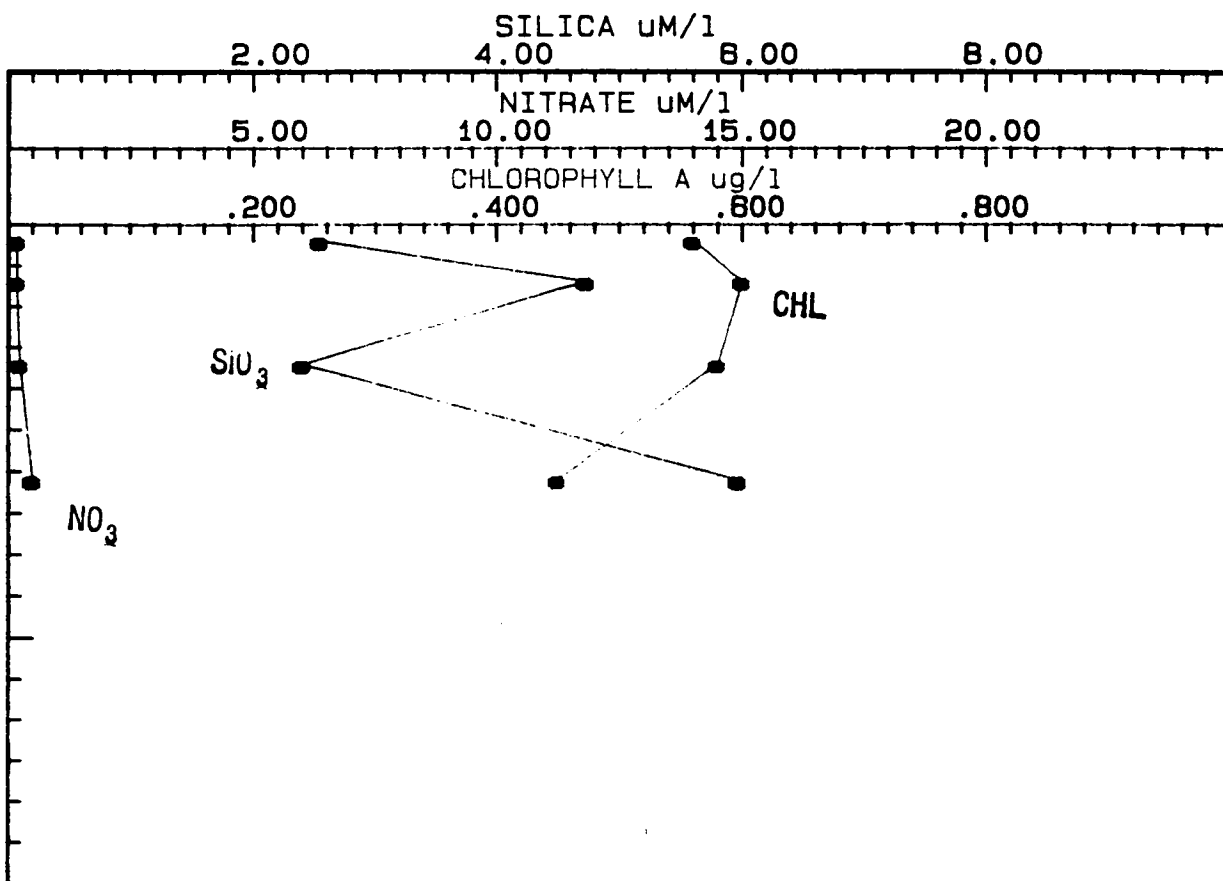 SILICA uM/l
2.00 4.00 6.00 8.00
NITRATE uM/l
5.00 10.00 15.00 20.00
CHLOROPHYLL A ug/l
.200 .400 .600 .800
CHL
SiO3
NO3